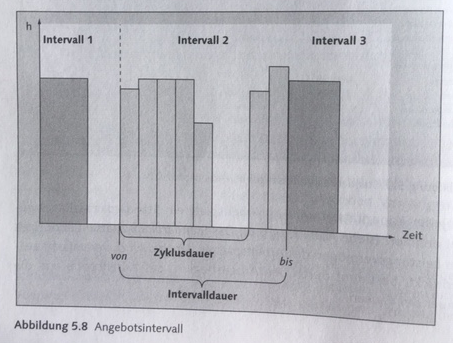 h
Intervall 1
Intervall 2
Intervall 3
Zeit
von
Zyklusdauer
bis
Intervalldauer
Abbildung 5.8 Angebotsintervall